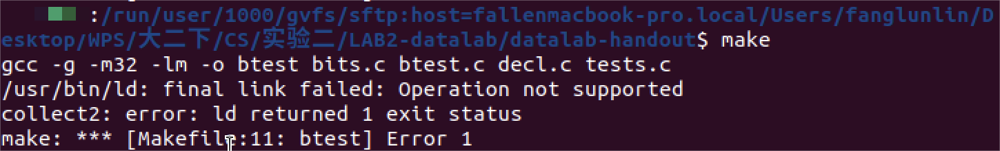 :/run/user/1000/gvfs/sftp:host=fallenmacbook-pro.local/Users/fanglunlin/D
esktop/WPS/大二下/CS/实验二/LAB2-datalab/datalab-handout$ make
gcc -g -m32 -lm -o btest bits.c btest.c decl.c tests.c
/usr/bin/ld: final link failed: Operation not supported
collect2: error: ld returned 1 exit status
make: *** [Makefile:11: btest] Error 1